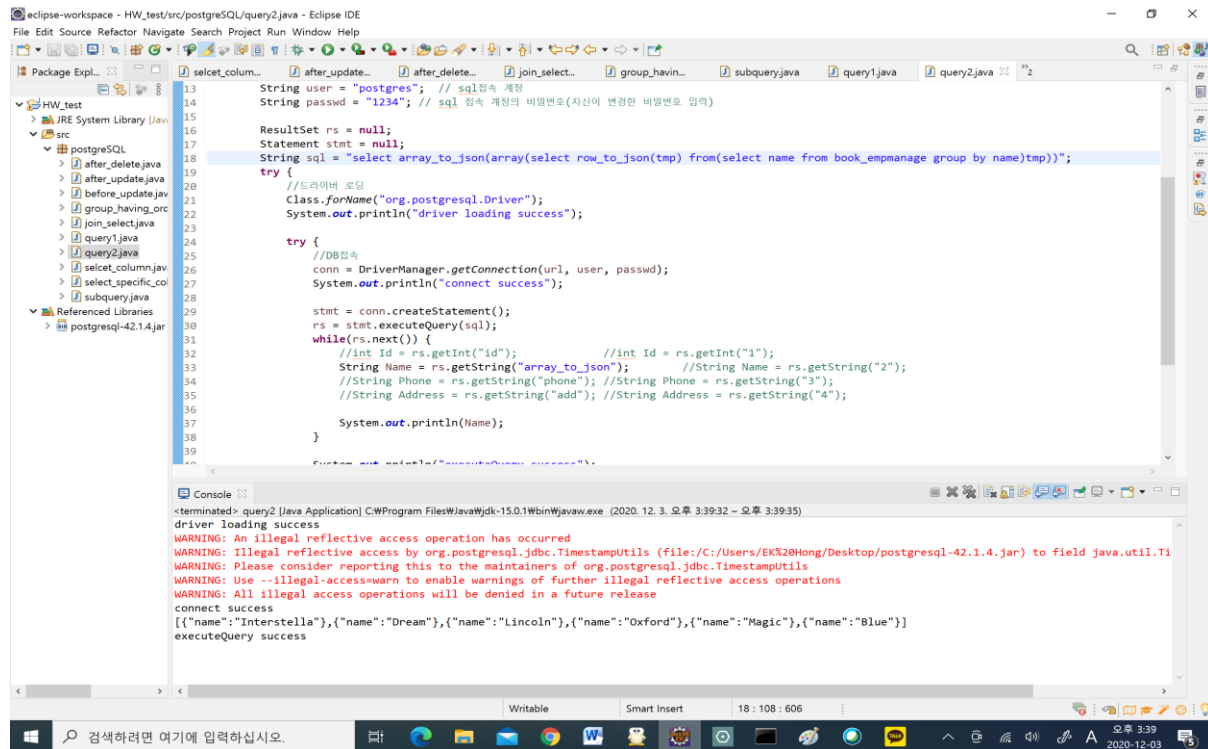 eclipse-workspace - HW_test/src/postgreSQL/query2.java - Eclipse IDE
File Edit Source Refactor Navigate Search Project Run Window Help
Package Expl...
HW_test
JRE System Library [Jav
src
postgreSQL
after_delete.java
after_update.java
before_update.jav
group_having_orc
join_select.java
query1.java
query2.java
selcet_column.jav
select_specific_col
subquery.java
Referenced Libraries
postgresql-42.1.4.jar
selcet_colum... after_update... after_delete... join_select... group_havin... subquery.java query1.java query2.java 2
13 String user = "postgres"; // sql접속 계정
14 String passwd = "1234"; // sql 접속 계정의 비밀번호(자신이 변경한 비밀번호 입력)
15
16 ResultSet rs = null;
17 Statement stmt = null;
18 String sql = "select array_to_json(array(select row_to_json(tmp) from(select name from book_empmanage group by name)tmp))";
19 try {
20 //드라이버 로딩
21 Class.forName("org.postgresql.Driver");
22 System.out.println("driver loading success");
23
24 try {
25 //DB접속
26 conn = DriverManager.getConnection(url, user, passwd);
27 System.out.println("connect success");
28
29 stmt = conn.createStatement();
30 rs = stmt.executeQuery(sql);
31 while(rs.next()) {
32 //int Id = rs.getInt("id"); //int Id = rs.getInt("1");
33 String Name = rs.getString("array_to_json"); //String Name = rs.getString("2");
34 //String Phone = rs.getString("phone"); //String Phone = rs.getString("3");
35 //String Address = rs.getString("add"); //String Address = rs.getString("4");
36
37 System.out.println(Name);
38 }
39
40 System.out.println("executeQuery success");
Console
<terminated> query2 [Java Application] C:₩Program Files₩Java₩jdk-15.0.1₩bin₩javaw.exe (2020. 12. 3. 오후 3:39:32 – 오후 3:39:35)
driver loading success
WARNING: An illegal reflective access operation has occurred
WARNING: Illegal reflective access by org.postgresql.jdbc.TimestampUtils (file:/C:/Users/EK%20Hong/Desktop/postgresql-42.1.4.jar) to field java.util.Ti
WARNING: Please consider reporting this to the maintainers of org.postgresql.jdbc.TimestampUtils
WARNING: Use --illegal-access=warn to enable warnings of further illegal reflective access operations
WARNING: All illegal access operations will be denied in a future release
connect success
[{"name":"Interstella"},{"name":"Dream"},{"name":"Lincoln"},{"name":"Oxford"},{"name":"Magic"},{"name":"Blue"}]
executeQuery success
Writable Smart Insert 18 : 108 : 606
검색하려면 여기에 입력하십시오.
TALK
A
오후 3:39
2020-12-03
5